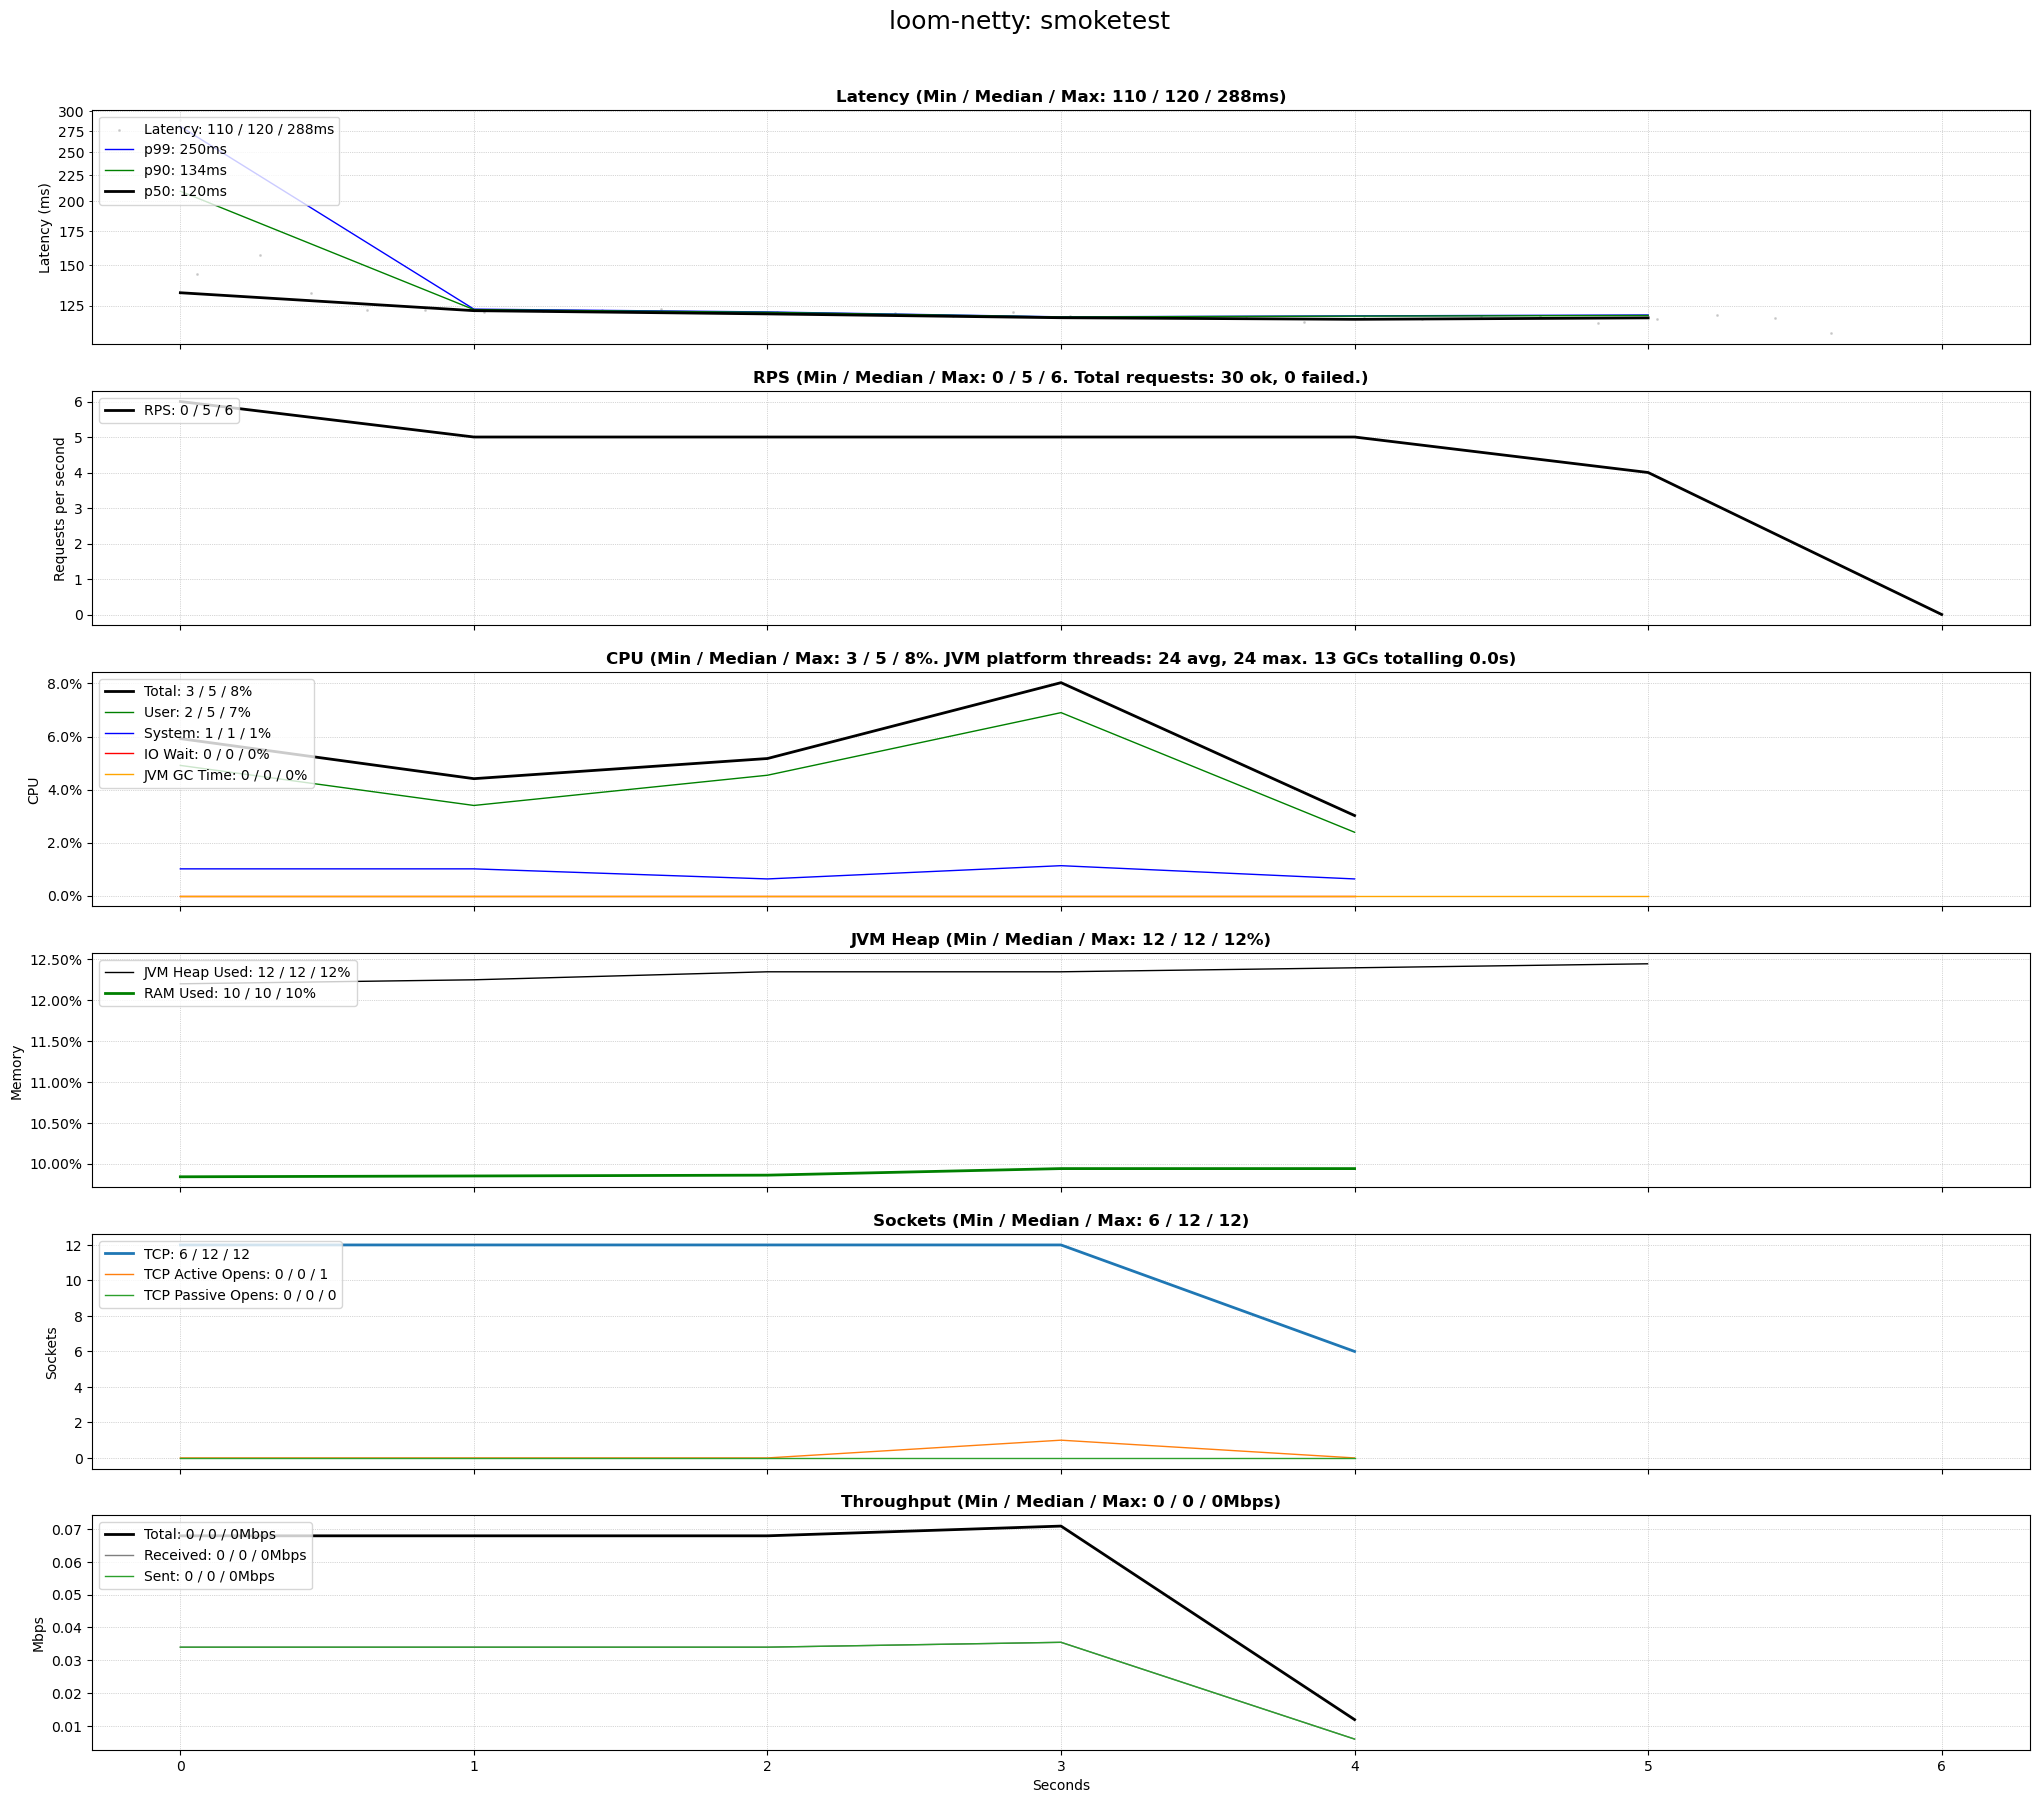 loom-netty: smoketest
Latency (Min / Median / Max: 110 / 120 / 288ms)
Latency (ms)
300
275
250
225
200
175
150
125
Latency: 110 / 120 / 288ms
p99: 250ms
p90: 134ms
p50: 120ms
RPS (Min / Median / Max: 0 / 5 / 6. Total requests: 30 ok, 0 failed.)
Requests per second
6
5
4
3
2
1
0
RPS: 0 / 5 / 6
CPU (Min / Median / Max: 3 / 5 / 8%. JVM platform threads: 24 avg, 24 max. 13 GCs totalling 0.0s)
CPU
8.0%
6.0%
4.0%
2.0%
0.0%
Total: 3 / 5 / 8%
User: 2 / 5 / 7%
System: 1 / 1 / 1%
IO Wait: 0 / 0 / 0%
JVM GC Time: 0 / 0 / 0%
JVM Heap (Min / Median / Max: 12 / 12 / 12%)
Memory
12.50%
12.00%
11.50%
11.00%
10.50%
10.00%
JVM Heap Used: 12 / 12 / 12%
RAM Used: 10 / 10 / 10%
Sockets (Min / Median / Max: 6 / 12 / 12)
Sockets
12
10
8
6
4
2
0
TCP: 6 / 12 / 12
TCP Active Opens: 0 / 0 / 1
TCP Passive Opens: 0 / 0 / 0
Throughput (Min / Median / Max: 0 / 0 / 0Mbps)
Mbps
0.07
0.06
0.05
0.04
0.03
0.02
0.01
Total: 0 / 0 / 0Mbps
Received: 0 / 0 / 0Mbps
Sent: 0 / 0 / 0Mbps
0 1 2 3 4 5 6
Seconds